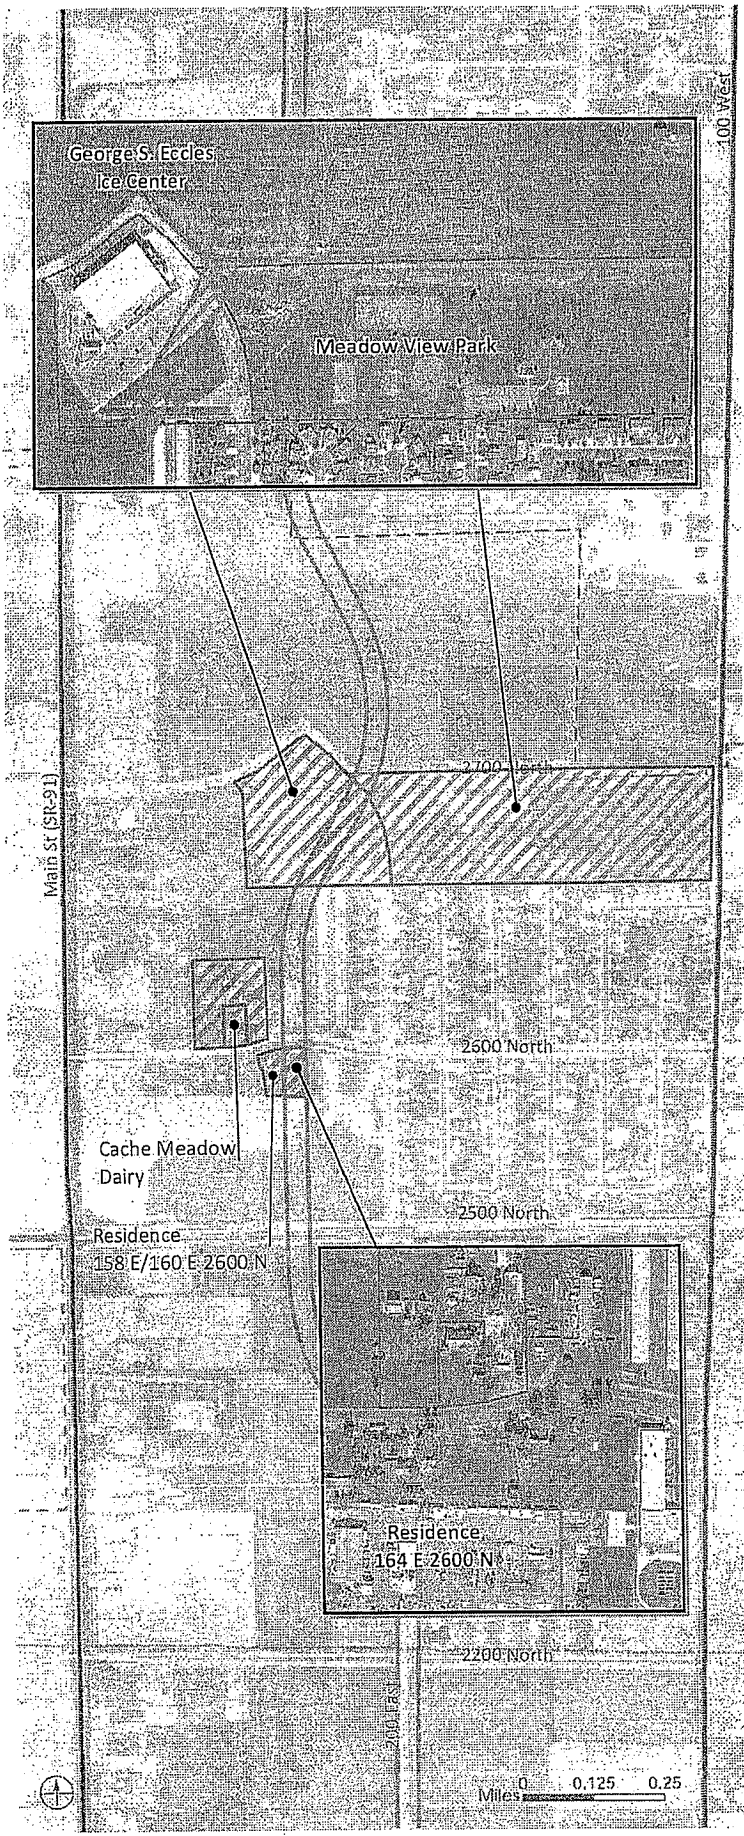 100 West
George S. Eccles
Ice Center
Meadow View Park
2700 North
Main St (SR-91)
2600 North
Cache Meadow
Dairy
2500 North
Residence
158 E/160 E 2600 N
Residence
164 E 2600 N
2200 North
200 East
0 0.125 0.25
Miles